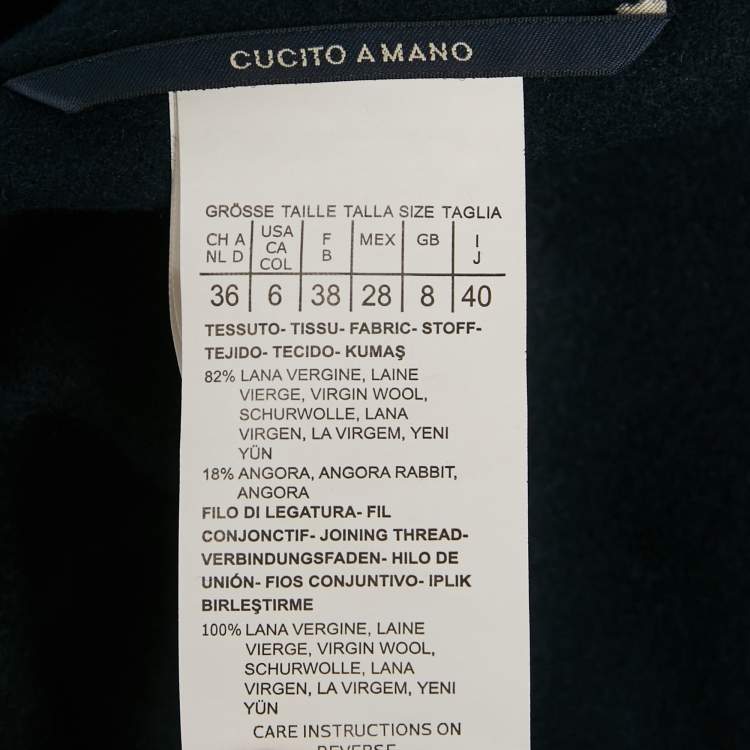 CUCITO A MANO
GRÖSSE TAILLE TALLA SIZE TAGLIA
CH A NL D | USA CA COL | F B | MEX | GB | I J
36 | 6 | 38 | 28 | 8 | 40
TESSUTO- TISSU- FABRIC- STOFF-
TEJIDO- TECIDO- KUMAŞ
82% LANA VERGINE, LAINE
VIERGE, VIRGIN WOOL,
SCHURWOLLE, LANA
VIRGEN, LA VIRGEM, YENI
YÜN
18% ANGORA, ANGORA RABBIT,
ANGORA
FILO DI LEGATURA- FIL
CONJONCTIF- JOINING THREAD-
VERBINDUNGSFADEN- HILO DE
UNIÓN- FIOS CONJUNTIVO- IPLIK
BIRLEŞTIRME
100% LANA VERGINE, LAINE
VIERGE, VIRGIN WOOL,
SCHURWOLLE, LANA
VIRGEN, LA VIRGEM, YENI
YÜN
CARE INSTRUCTIONS ON
REVERSE